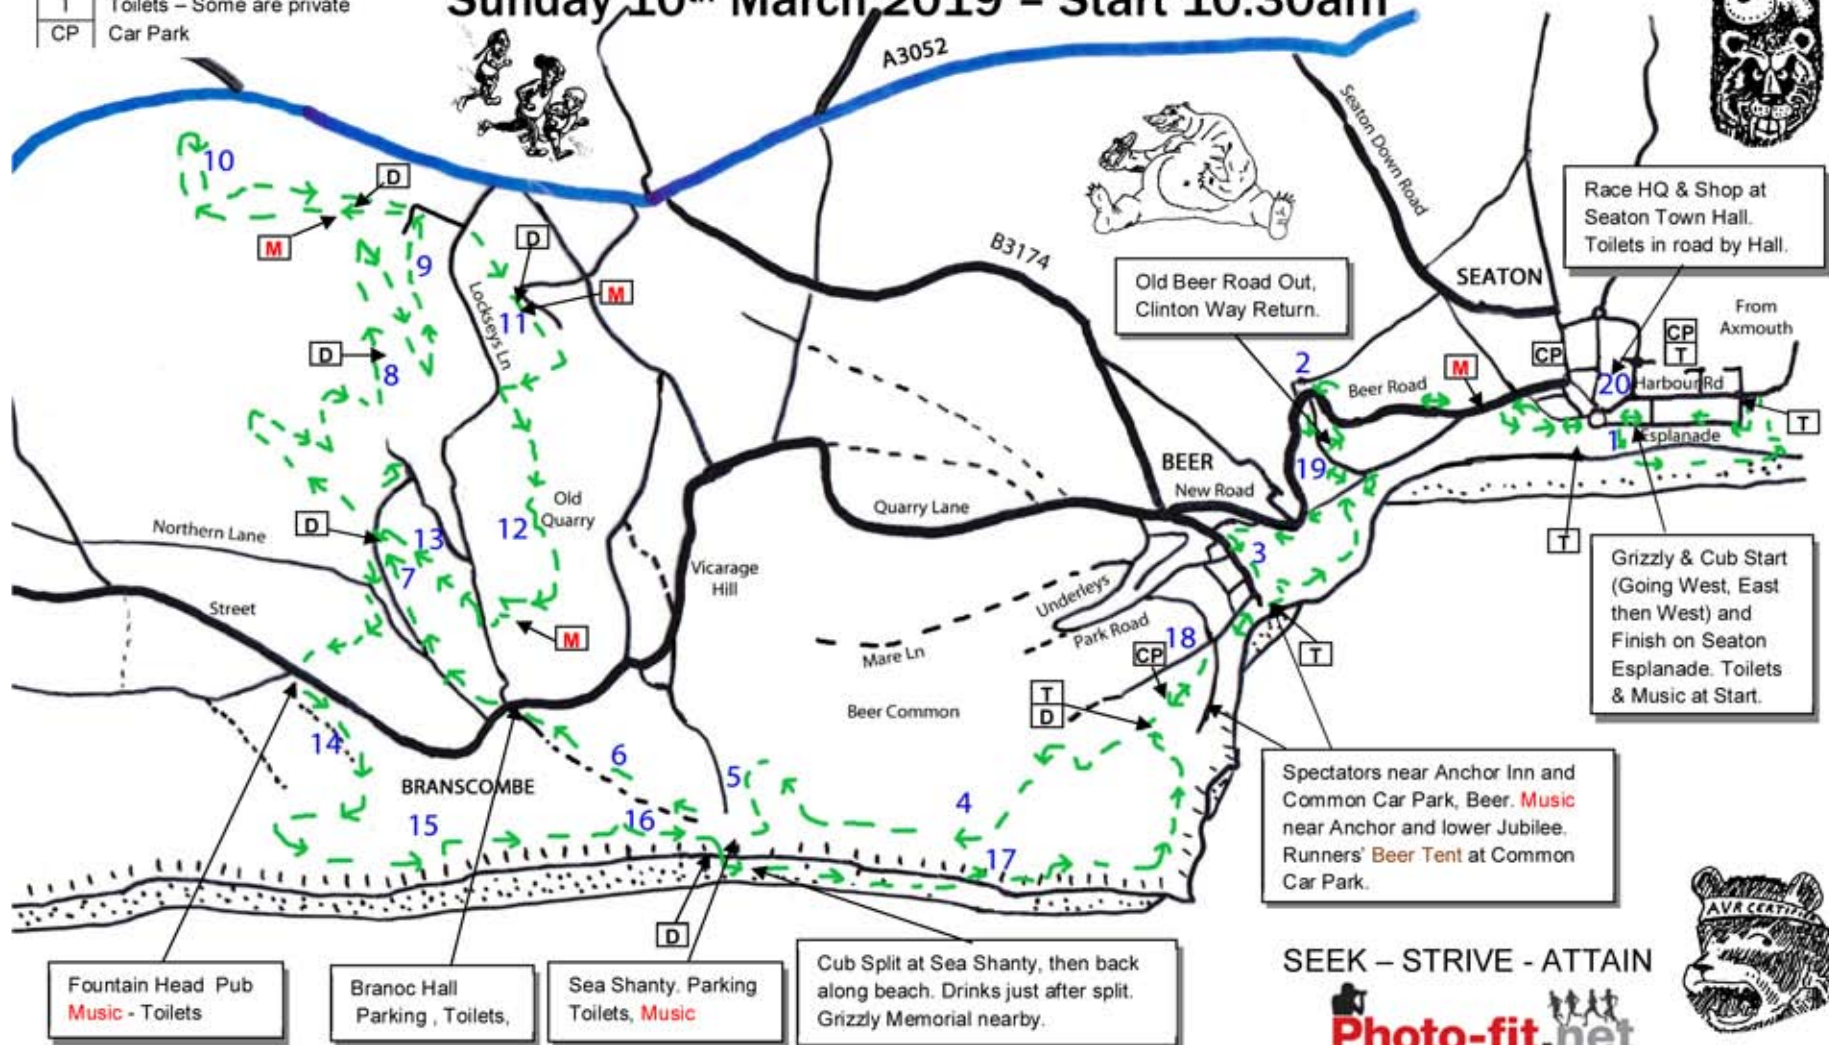 T Toilets – Some are private
CP Car Park
Sunday 10th March 2019 – Start 10.30am
A3052
Seaton Down Road
10
D
M
9
D
M
11
Lockseys Ln
B3174
Race HQ & Shop at
Seaton Town Hall.
Toilets in road by Hall.
Old Beer Road Out,
Clinton Way Return.
SEATON
From
Axmouth
CP
T
CP
D
8
2
M
Beer Road
20
Harbour Rd
T
1
Esplanade
BEER
19
New Road
Quarry Lane
Old
Quarry
12
D
Northern Lane
13
7
T
3
Grizzly & Cub Start
(Going West, East
then West) and
Finish on Seaton
Esplanade. Toilets
& Music at Start.
Vicarage
Hill
Street
Underleys
Park Road
M
Mare Ln
18
CP
T
T
D
Beer Common
14
6
5
4
BRANSCOMBE
15
16
17
Spectators near Anchor Inn and
Common Car Park, Beer. Music
near Anchor and lower Jubilee.
Runners' Beer Tent at Common
Car Park.
D
AVR CERTIFIED
Fountain Head Pub
Music - Toilets
Branoc Hall
Parking , Toilets,
Sea Shanty. Parking
Toilets, Music
Cub Split at Sea Shanty, then back
along beach. Drinks just after split.
Grizzly Memorial nearby.
SEEK – STRIVE - ATTAIN
Photo-fit.net